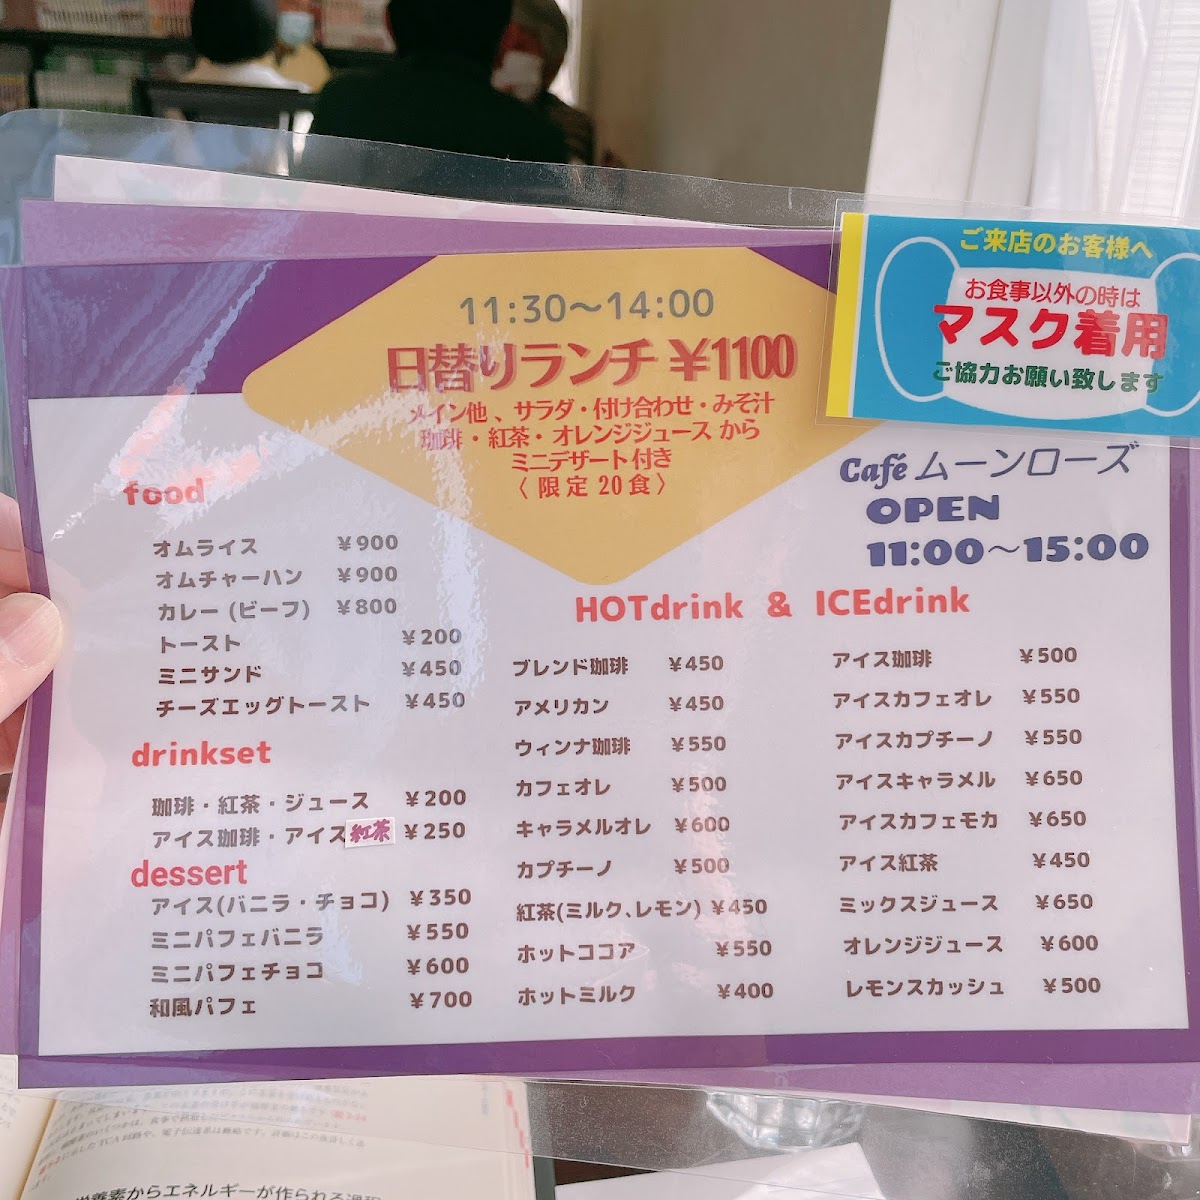 ご来店のお客様へ
お食事以外の時は
マスク着用
ご協力お願い致します
11:30〜14:00
日替りランチ ¥1100
メイン他、サラダ・付け合わせ・みそ汁
珈琲・紅茶・オレンジジュース から
ミニデザート付き
〈 限定 20食 〉
Café ムーンローズ
OPEN
11:00〜15:00
food
オムライス ¥900
オムチャーハン ¥900
カレー (ビーフ) ¥800
トースト ¥200
ミニサンド ¥450
チーズエッグトースト ¥450
drinkset
珈琲・紅茶・ジュース ¥200
アイス珈琲・アイス紅茶 ¥250
dessert
アイス(バニラ・チョコ) ¥350
ミニパフェバニラ ¥550
ミニパフェチョコ ¥600
和風パフェ ¥700
HOTdrink & ICEdrink
ブレンド珈琲 ¥450
アメリカン ¥450
ウィンナ珈琲 ¥550
カフェオレ ¥500
キャラメルオレ ¥600
カプチーノ ¥500
紅茶(ミルク、レモン) ¥450
ホットココア ¥550
ホットミルク ¥400
アイス珈琲 ¥500
アイスカフェオレ ¥550
アイスカプチーノ ¥550
アイスキャラメル ¥650
アイスカフェモカ ¥650
アイス紅茶 ¥450
ミックスジュース ¥650
オレンジジュース ¥600
レモンスカッシュ ¥500
素からエネルギーが作られる過程